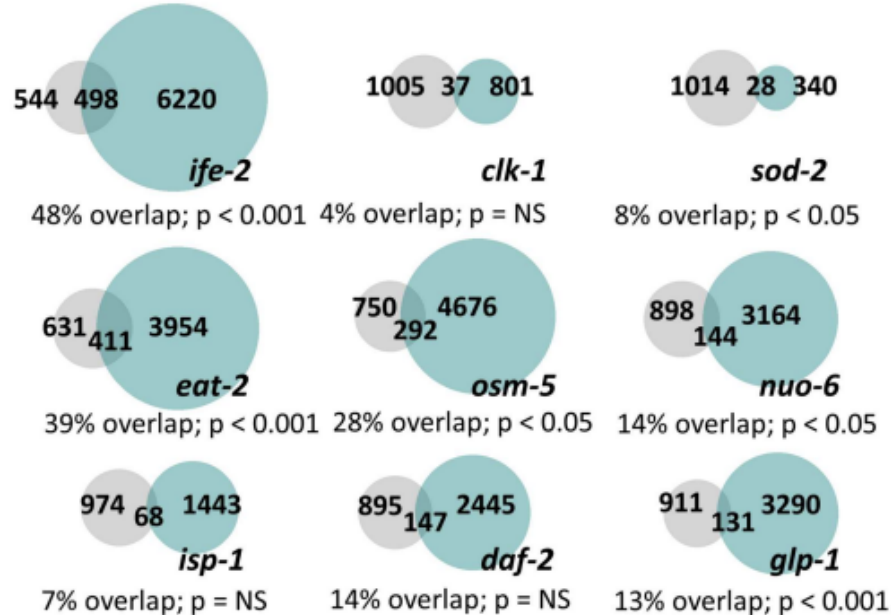 544 498 6220
ife-2
48% overlap; p < 0.001
1005 37 801
clk-1
4% overlap; p = NS
1014 28 340
sod-2
8% overlap; p < 0.05
631 411 3954
eat-2
39% overlap; p < 0.001
750 292 4676
osm-5
28% overlap; p < 0.05
898 144 3164
nuo-6
14% overlap; p < 0.05
974 68 1443
isp-1
7% overlap; p = NS
895 147 2445
daf-2
14% overlap; p = NS
911 131 3290
glp-1
13% overlap; p < 0.001